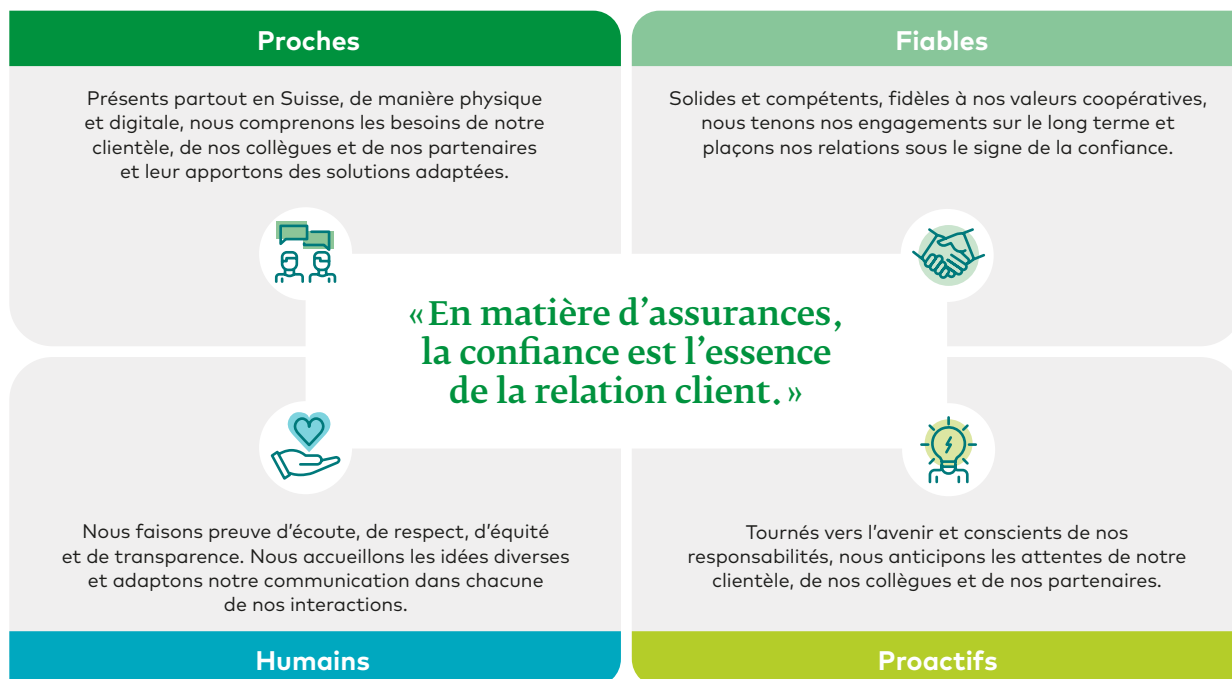 Proches
Présents partout en Suisse, de manière physique
et digitale, nous comprenons les besoins de notre
clientèle, de nos collègues et de nos partenaires
et leur apportons des solutions adaptées.
Fiables
Solides et compétents, fidèles à nos valeurs coopératives,
nous tenons nos engagements sur le long terme et
plaçons nos relations sous le signe de la confiance.
«En matière d’assurances,
la confiance est l’essence
de la relation client.»
Nous faisons preuve d’écoute, de respect, d’équité
et de transparence. Nous accueillons les idées diverses
et adaptons notre communication dans chacune
de nos interactions.
Humains
Tournés vers l’avenir et conscients de nos
responsabilités, nous anticipons les attentes de notre
clientèle, de nos collègues et de nos partenaires.
Proactifs